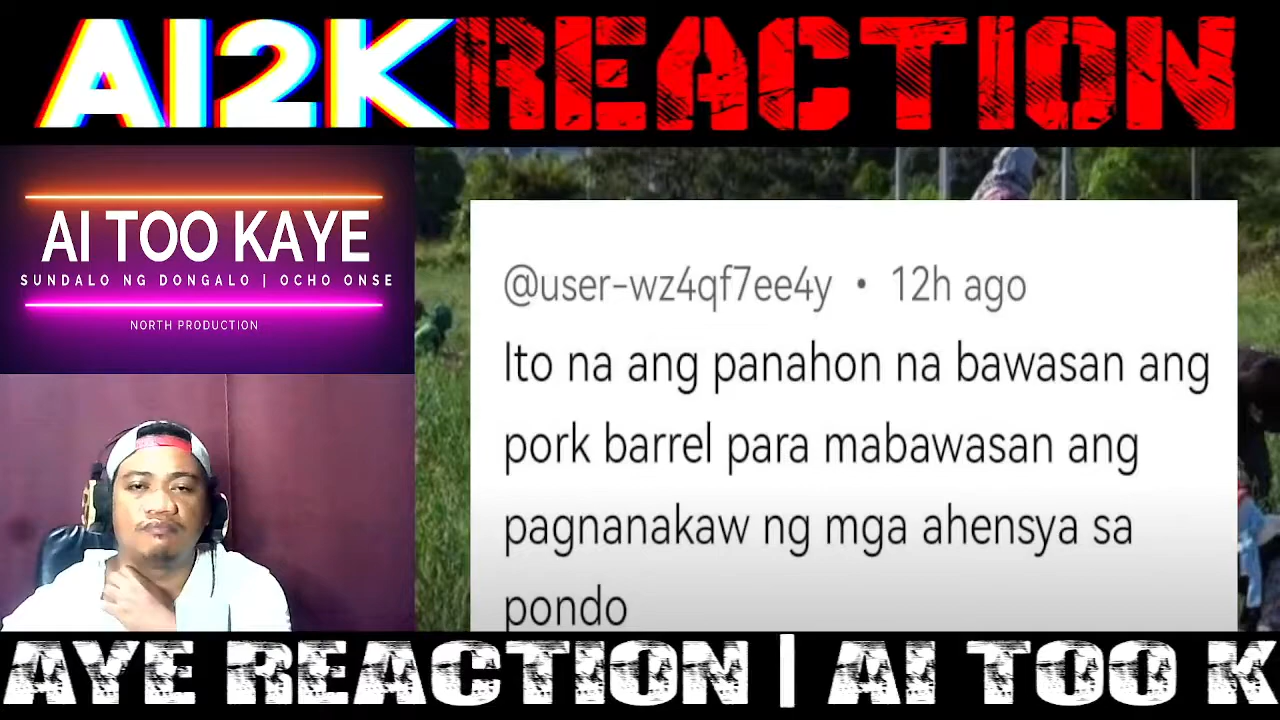 AI2KREACTION
AI TOO KAYE
SUNDALO NG DONGALO | OCHO ONSE
NORTH PRODUCTION
@user-wz4qf7ee4y • 12h ago
Ito na ang panahon na bawasan ang
pork barrel para mabawasan ang
pagnanakaw ng mga ahensya sa
pondo
AYE REACTION | AI TOO K